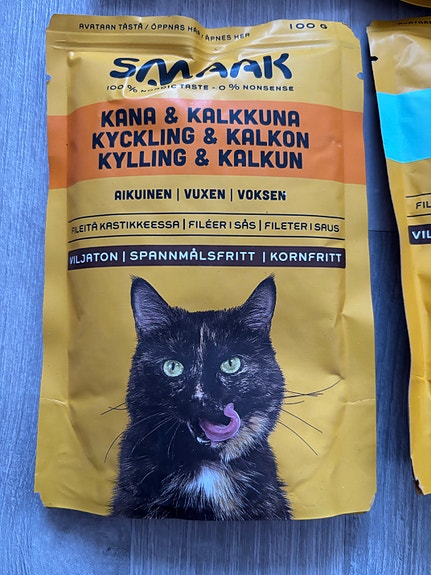 AVATAAN TÄSTÄ / ÖPPNAS HÄR / ÅPNES HER
100 G
SMAAK
100 % NORDIC TASTE - 0 % NONSENSE
KANA & KALKKUNA
KYCKLING & KALKON
KYLLING & KALKUN
AIKUINEN | VUXEN | VOKSEN
FILEITÄ KASTIKKEESSA | FILÉER I SÅS | FILETER I SAUS
VILJATON | SPANNMÅLSFRITT | KORNFRITT